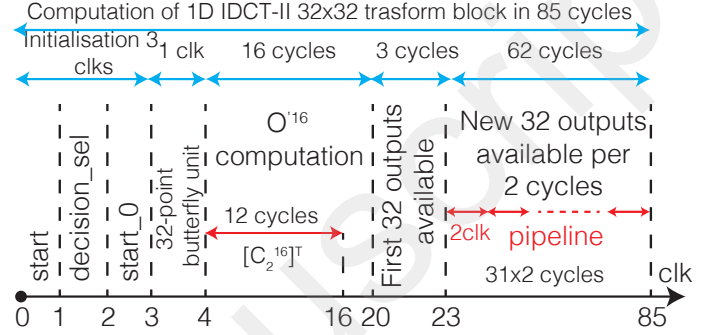 Computation of 1D IDCT-II 32x32 trasform block in 85 cycles
Initialisation 3 clks
1 clk
16 cycles
3 cycles
62 cycles
start
decision_sel
start_0
32-point
butterfly unit
O'16
computation
12 cycles
[C_2^16]^T
First 32 outputs
available
New 32 outputs
available per
2 cycles
2clk
pipeline
31x2 cycles
clk
0 1 2 3 4 16 20 23 85